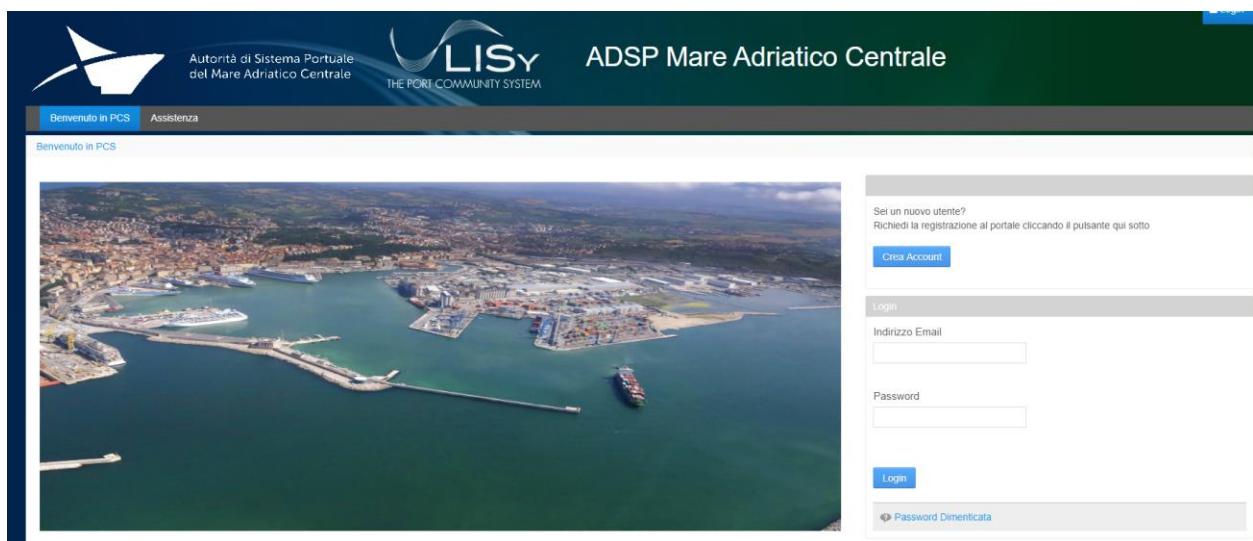 Login
Autorità di Sistema Portuale
del Mare Adriatico Centrale
ULISy
THE PORT COMMUNITY SYSTEM
ADSP Mare Adriatico Centrale
Benvenuto in PCS
Assistenza
Benvenuto in PCS
Sei un nuovo utente?
Richiedi la registrazione al portale cliccando il pulsante qui sotto
Crea Account
Login
Indirizzo Email
Password
Login
Password Dimenticata